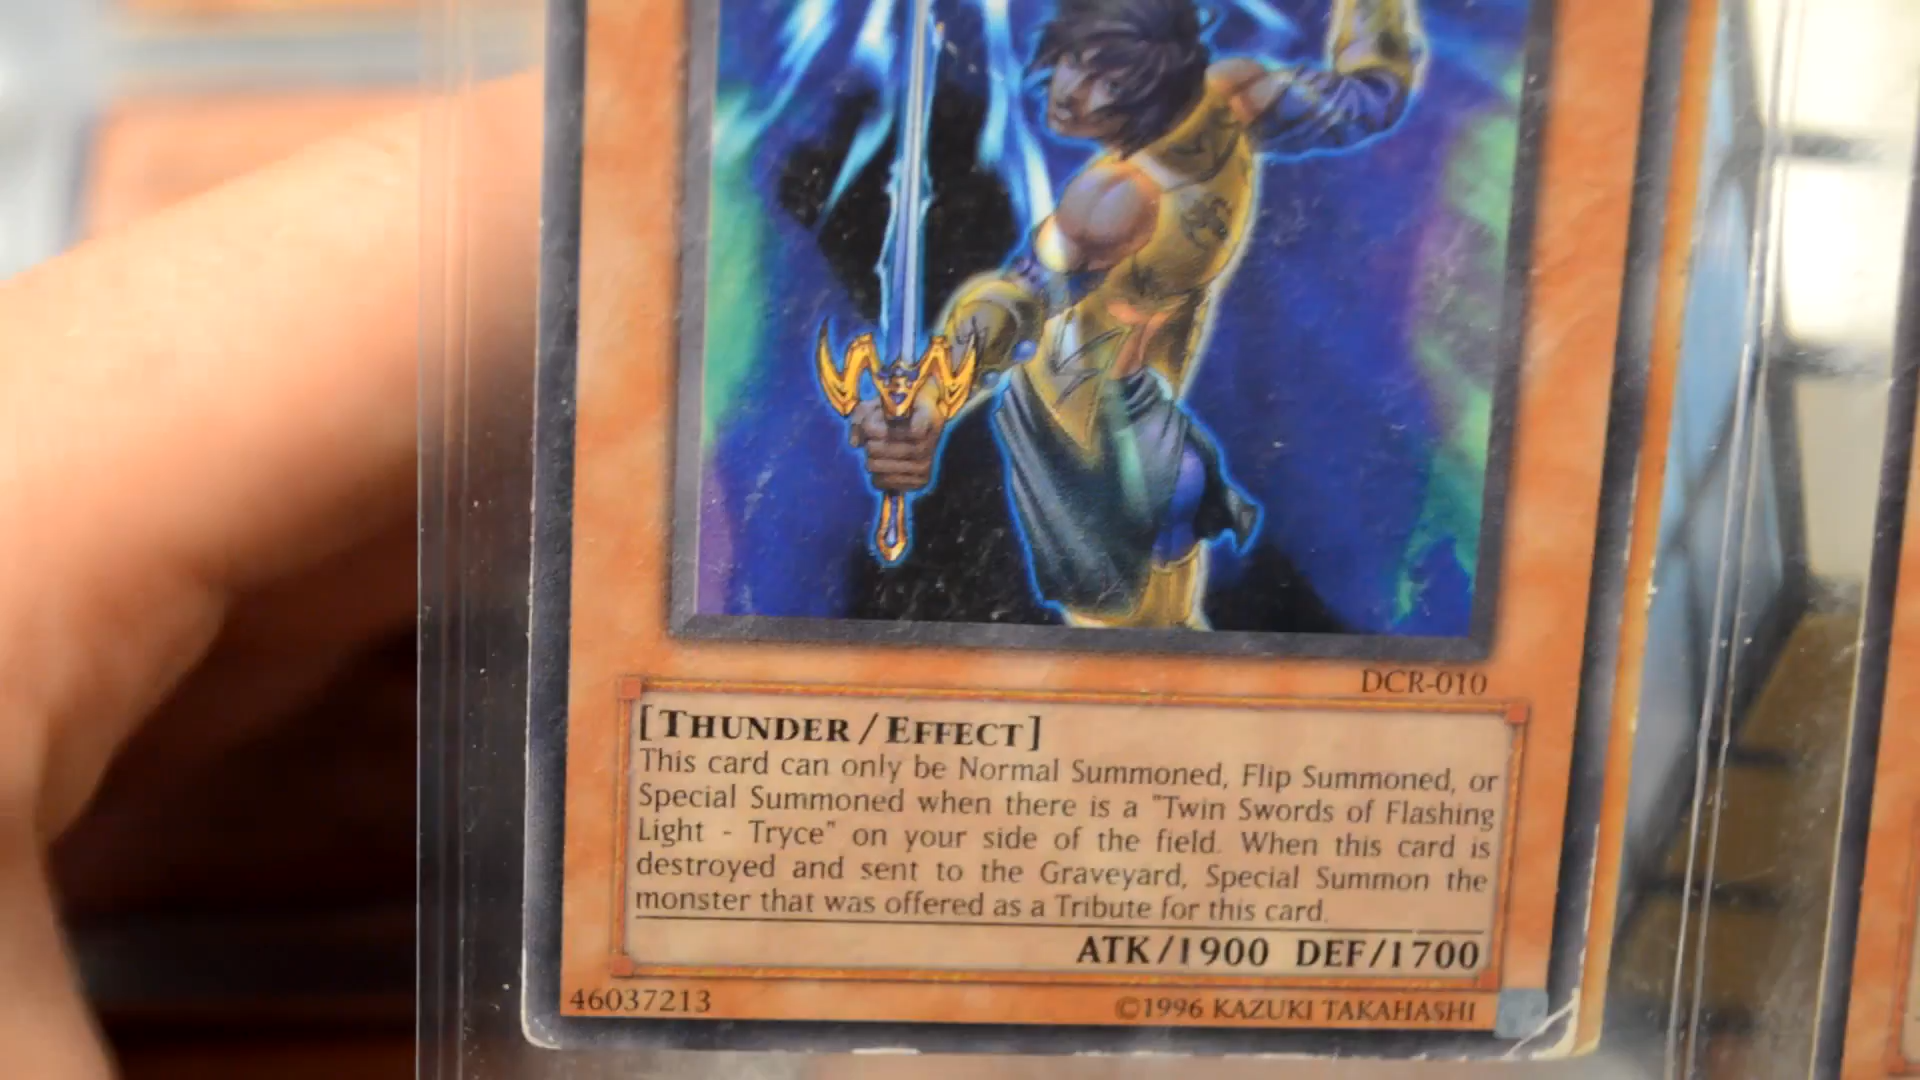 DCR-010
[THUNDER/EFFECT]
This card can only be Normal Summoned, Flip Summoned, or
Special Summoned when there is a "Twin Swords of Flashing
Light - Tryce" on your side of the field. When this card is
destroyed and sent to the Graveyard, Special Summon the
monster that was offered as a Tribute for this card.
ATK/1900 DEF/1700
46037213 ©1996 KAZUKI TAKAHASHI